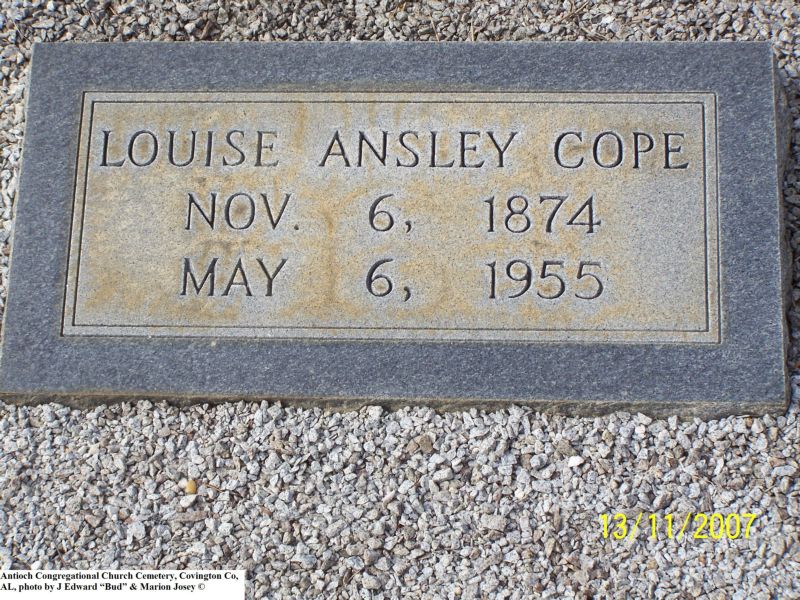 LOUISE ANSLEY COPE
NOV. 6, 1874
MAY 6, 1955
13/11/2007
Antioch Congregational Church Cemetery, Covington Co,
AL, photo by J Edward “Bud” & Marion Josey ©